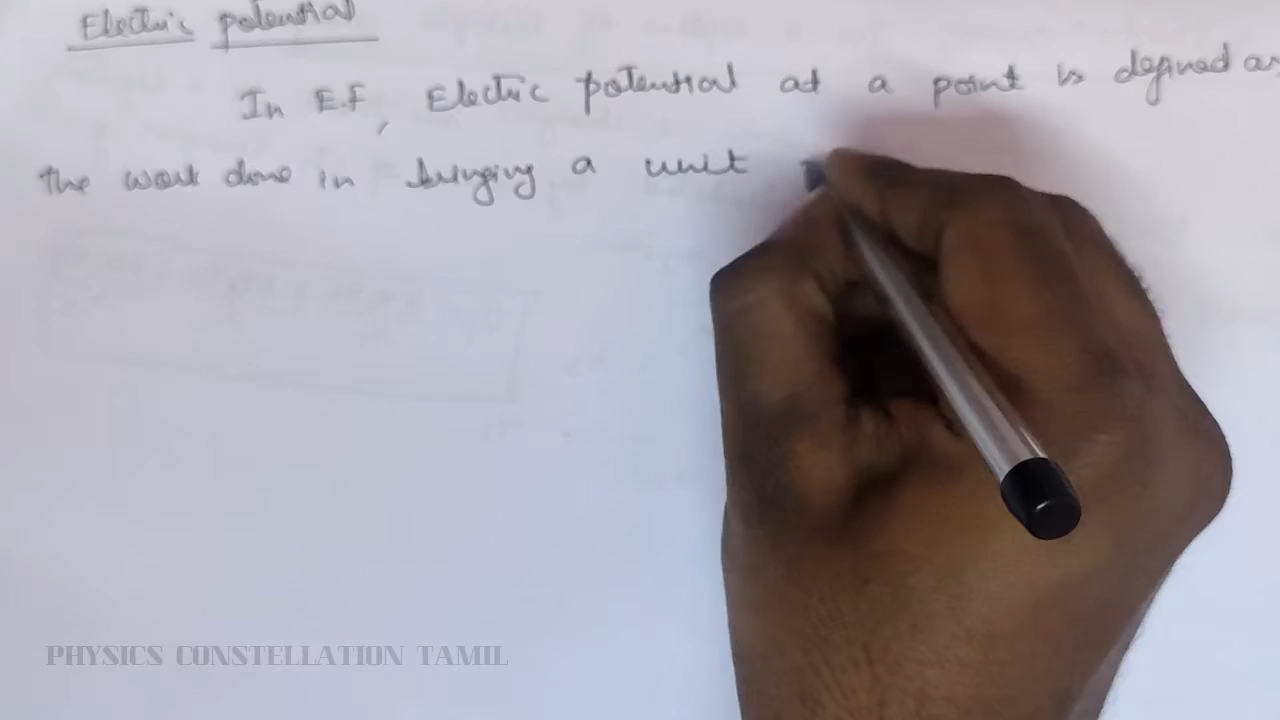 Electric potential
In E.F, Electric potential at a point is defined as
the work done in bringing a unit
PHYSICS CONSTELLATION TAMIL